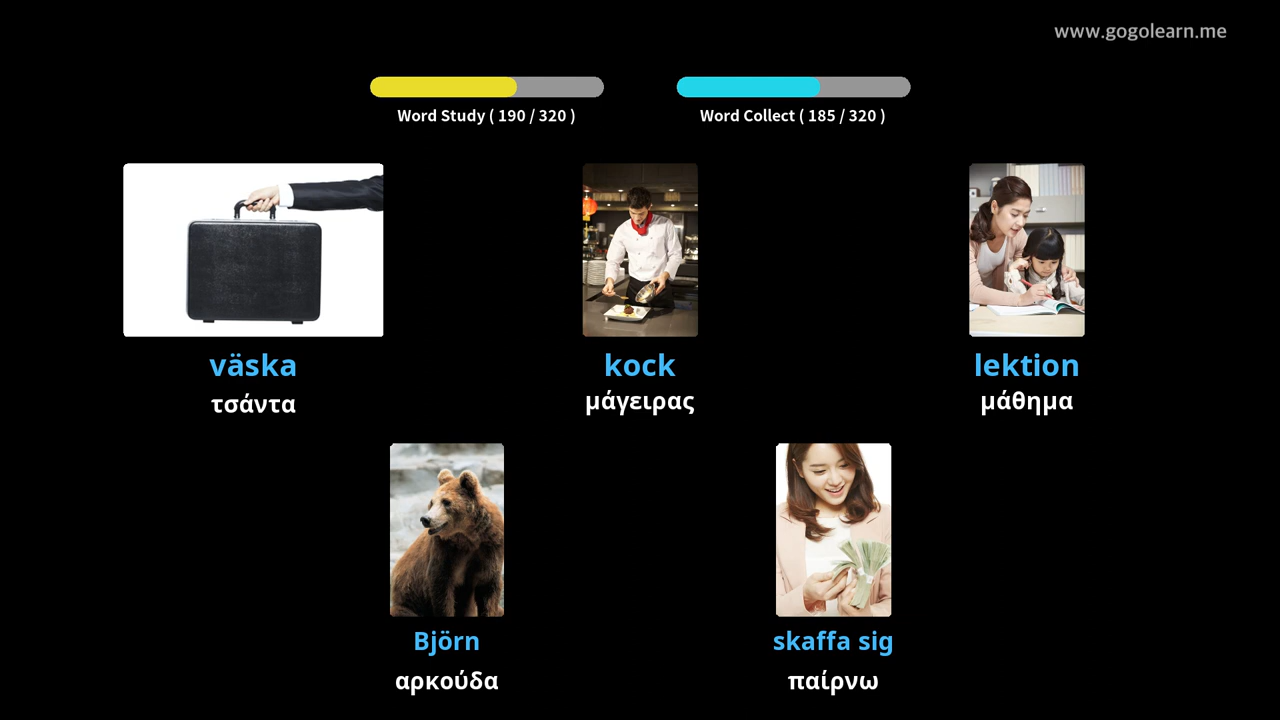 www.gogolearn.me
Word Study ( 190 / 320 )
Word Collect ( 185 / 320 )
väska
kock
lektion
τσάντα
μάγειρας
μάθημα
Björn
skaffa sig
αρκούδα
παίρνω